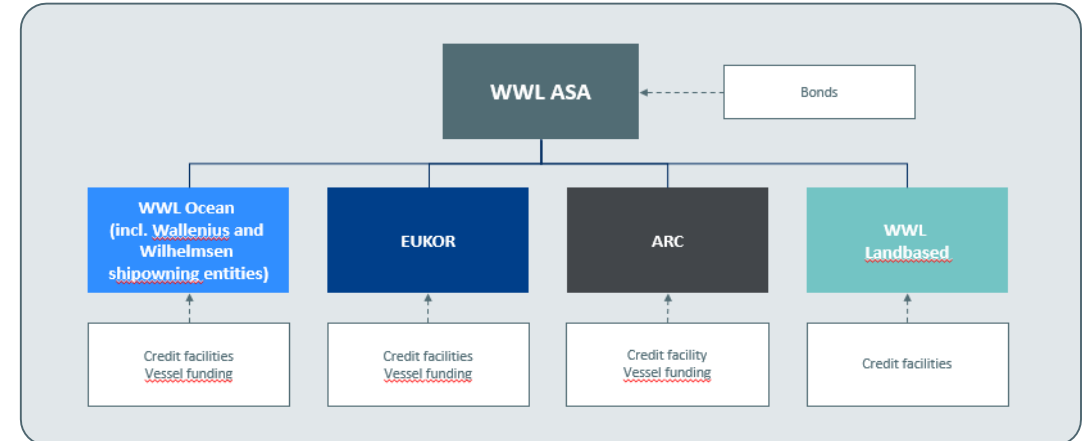 WWL ASA
Bonds
WWL Ocean
(incl. Wallenius and
Wilhelmsen
shipowning entities)
EUKOR
ARC
WWL
Landbased
Credit facilities
Vessel funding
Credit facilities
Vessel funding
Credit facility
Vessel funding
Credit facilities